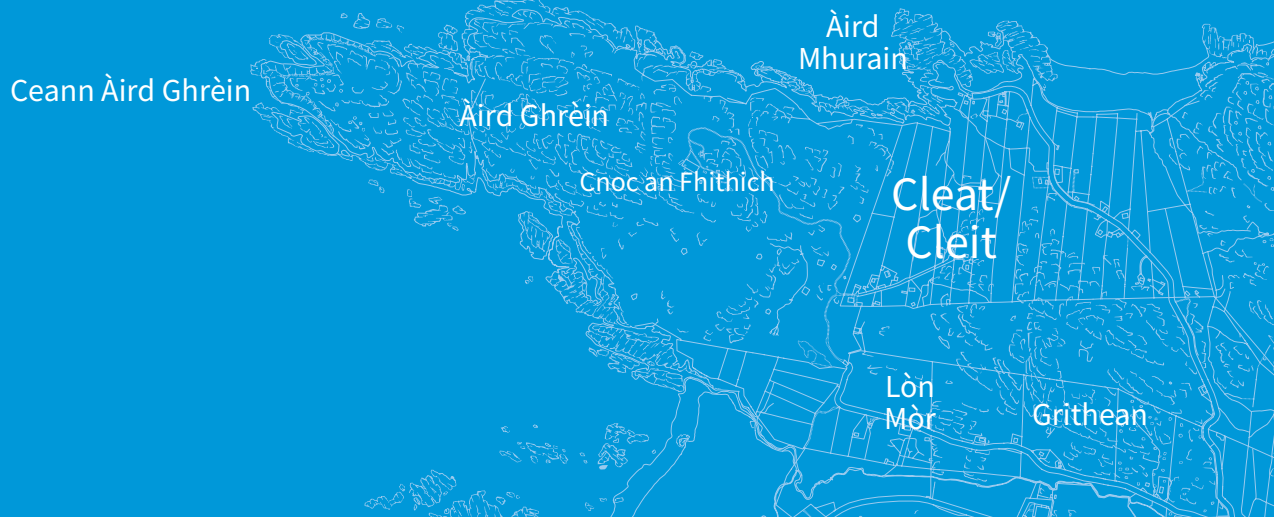 Àird
Mhurain
Ceann Àird Ghrèin
Àird Ghrèin
Cnoc an Fhithich
Cleat/
Cleit
Lòn
Mòr
Grithean